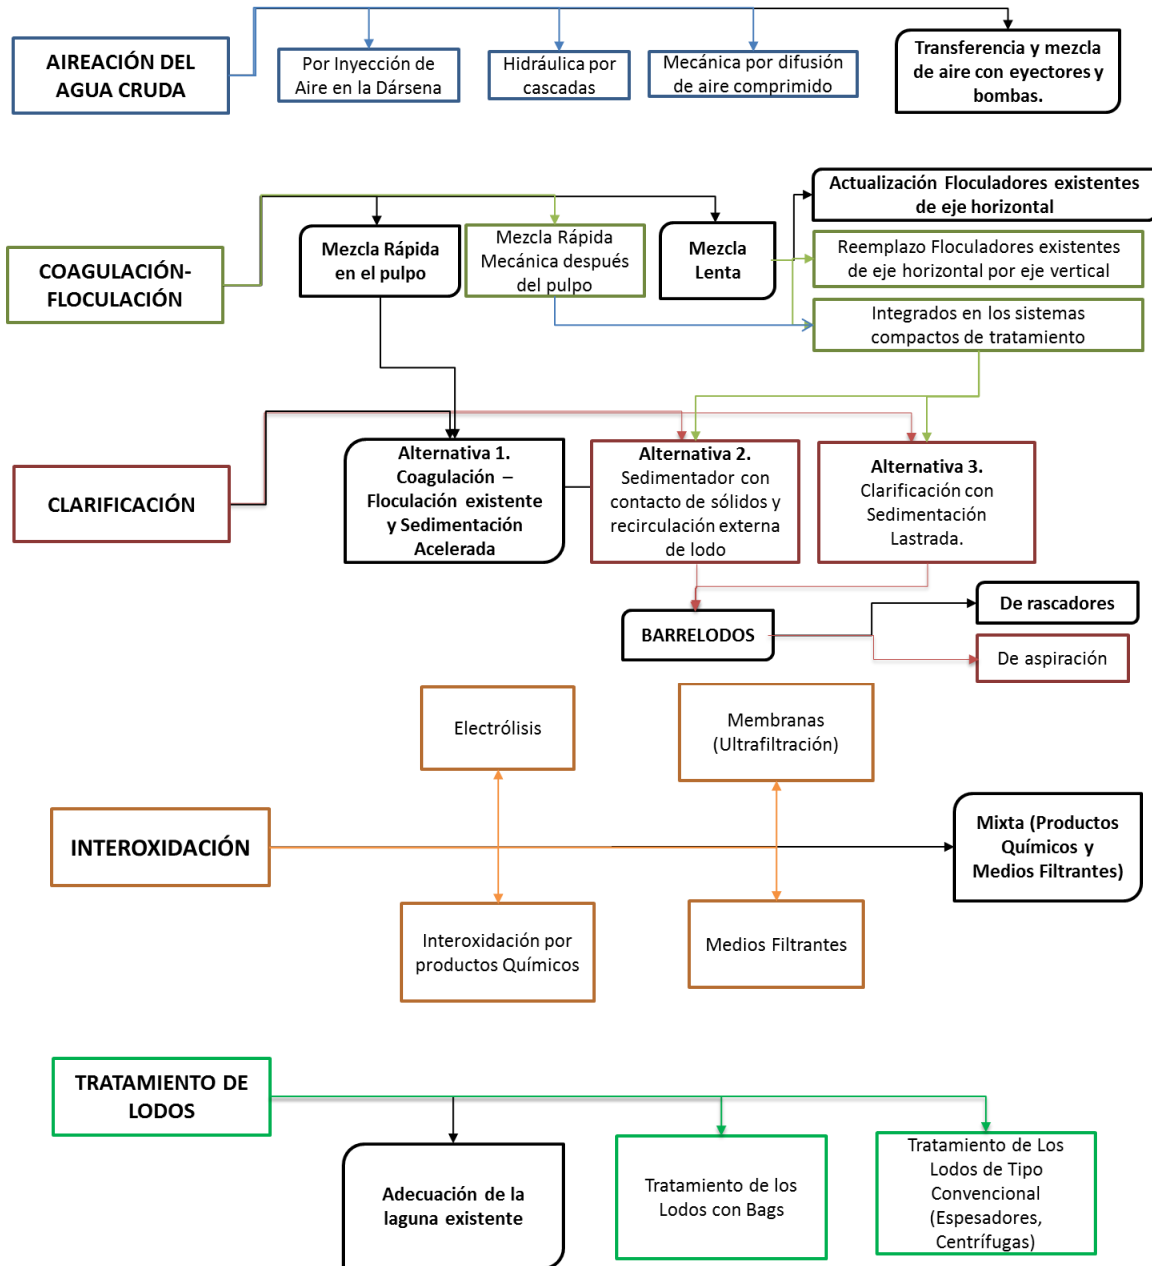 AIREACIÓN DEL
AGUA CRUDA
Por Inyección de
Aire en la Dársena
Hidráulica por
cascadas
Mecánica por difusión
de aire comprimido
Transferencia y mezcla
de aire con eyectores y
bombas.
COAGULACIÓN-
FLOCULACIÓN
Mezcla Rápida
en el pulpo
Mezcla Rápida
Mecánica después
del pulpo
Mezcla
Lenta
Actualización Floculadores existentes
de eje horizontal
Reemplazo Floculadores existentes
de eje horizontal por eje vertical
Integrados en los sistemas
compactos de tratamiento
CLARIFICACIÓN
Alternativa 1.
Coagulación –
Floculación existente
y Sedimentación
Acelerada
Alternativa 2.
Sedimentador con
contacto de sólidos y
recirculación externa
de lodo
Alternativa 3.
Clarificación con
Sedimentación
Lastrada.
BARRELODOS
De rascadores
De aspiración
INTEROXIDACIÓN
Electrólisis
Membranas
(Ultrafiltración)
Mixta (Productos
Químicos y
Medios Filtrantes)
Interoxidación por
productos Químicos
Medios Filtrantes
TRATAMIENTO DE
LODOS
Adecuación de la
laguna existente
Tratamiento de los
Lodos con Bags
Tratamiento de Los
Lodos de Tipo
Convencional
(Espesadores,
Centrífugas)